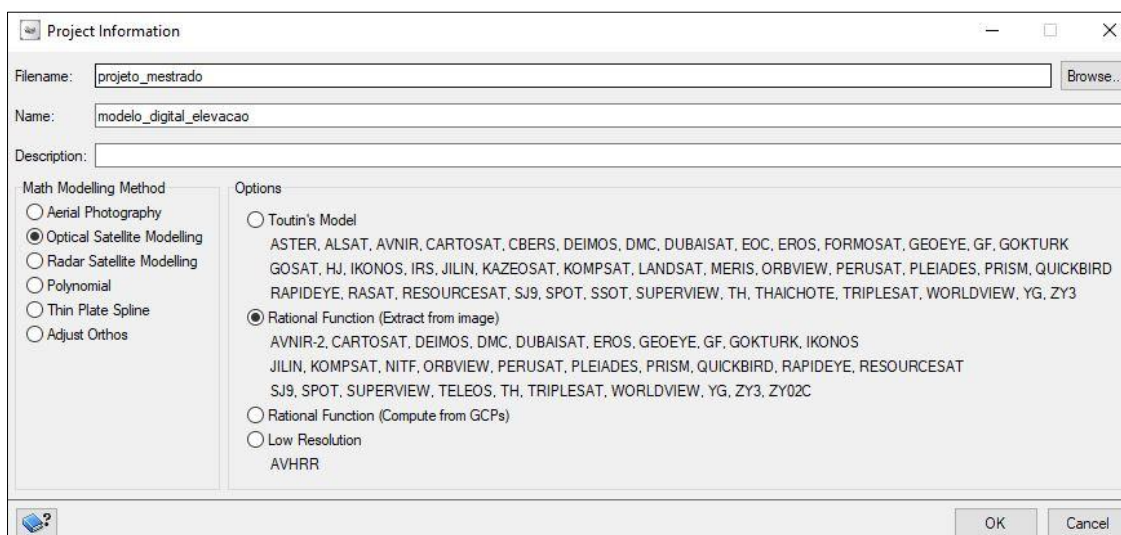 Project Information
Filename: projeto_mestrado Browse..
Name: modelo_digital_elevacao
Description:
Math Modelling Method
Aerial Photography
Optical Satellite Modelling
Radar Satellite Modelling
Polynomial
Thin Plate Spline
Adjust Orthos
Options
Toutin's Model
ASTER, ALSAT, AVNIR, CARTOSAT, CBERS, DEIMOS, DMC, DUBAISAT, EOC, EROS, FORMOSAT, GEOEYE, GF, GOKTURK
GOSAT, HJ, IKONOS, IRS, JILIN, KAZEOSAT, KOMPSAT, LANDSAT, MERIS, ORBVIEW, PERUSAT, PLEIADES, PRISM, QUICKBIRD
RAPIDEYE, RASAT, RESOURCESAT, SJ9, SPOT, SSOT, SUPERVIEW, TH, THAICHOTE, TRIPLESAT, WORLDVIEW, YG, ZY3
Rational Function (Extract from image)
AVNIR-2, CARTOSAT, DEIMOS, DMC, DUBAISAT, EROS, GEOEYE, GF, GOKTURK, IKONOS
JILIN, KOMPSAT, NITF, ORBVIEW, PERUSAT, PLEIADES, PRISM, QUICKBIRD, RAPIDEYE, RESOURCESAT
SJ9, SPOT, SUPERVIEW, TELEOS, TH, TRIPLESAT, WORLDVIEW, YG, ZY3, ZY02C
Rational Function (Compute from GCPs)
Low Resolution
AVHRR
OK Cancel